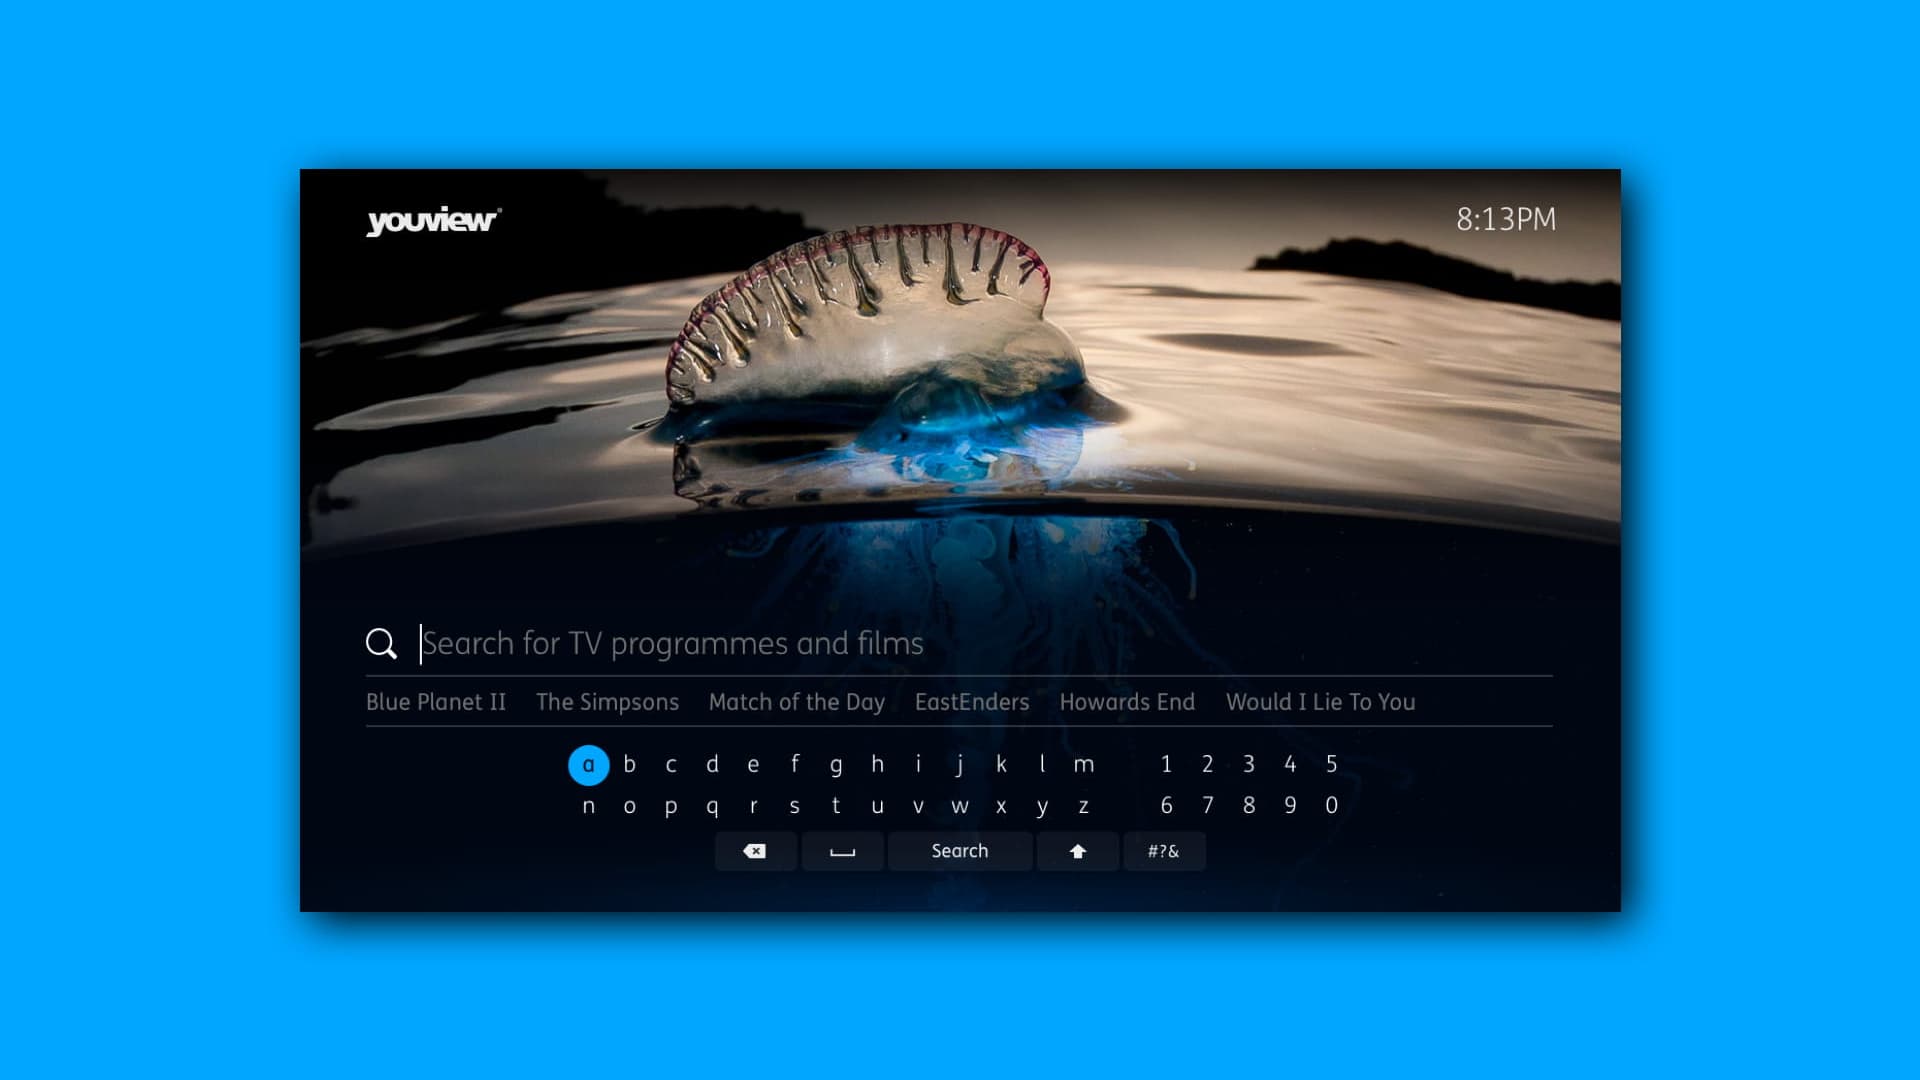 youview
8:13PM
Search for TV programmes and films
Blue Planet II The Simpsons Match of the Day EastEnders Howards End Would I Lie To You
a b c d e f g h i j k l m 1 2 3 4 5
n o p q r s t u v w x y z 6 7 8 9 0
Search #?&